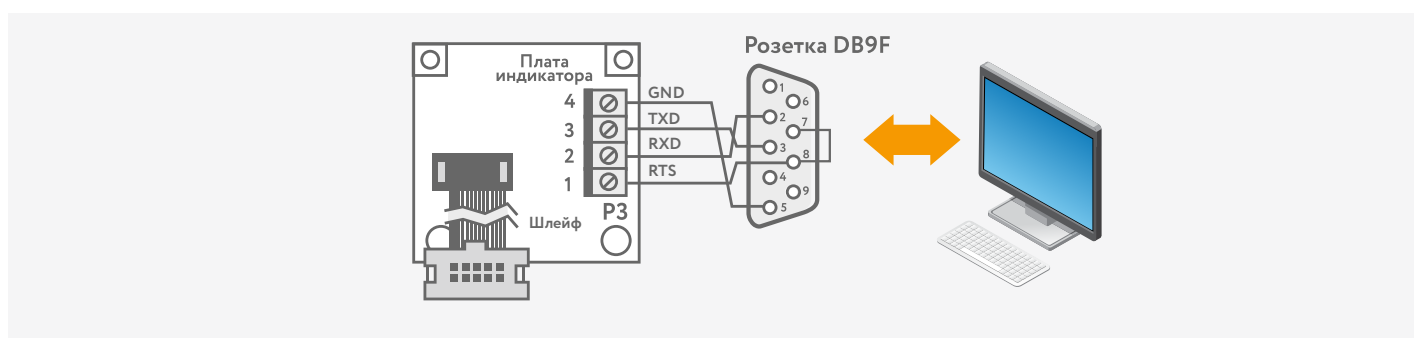 Розетка DB9F
Плата
индикатора
4
GND
3
TXD
2
RXD
1
RTS
P3
Шлейф
1
6
2
7
3
8
4
9
5